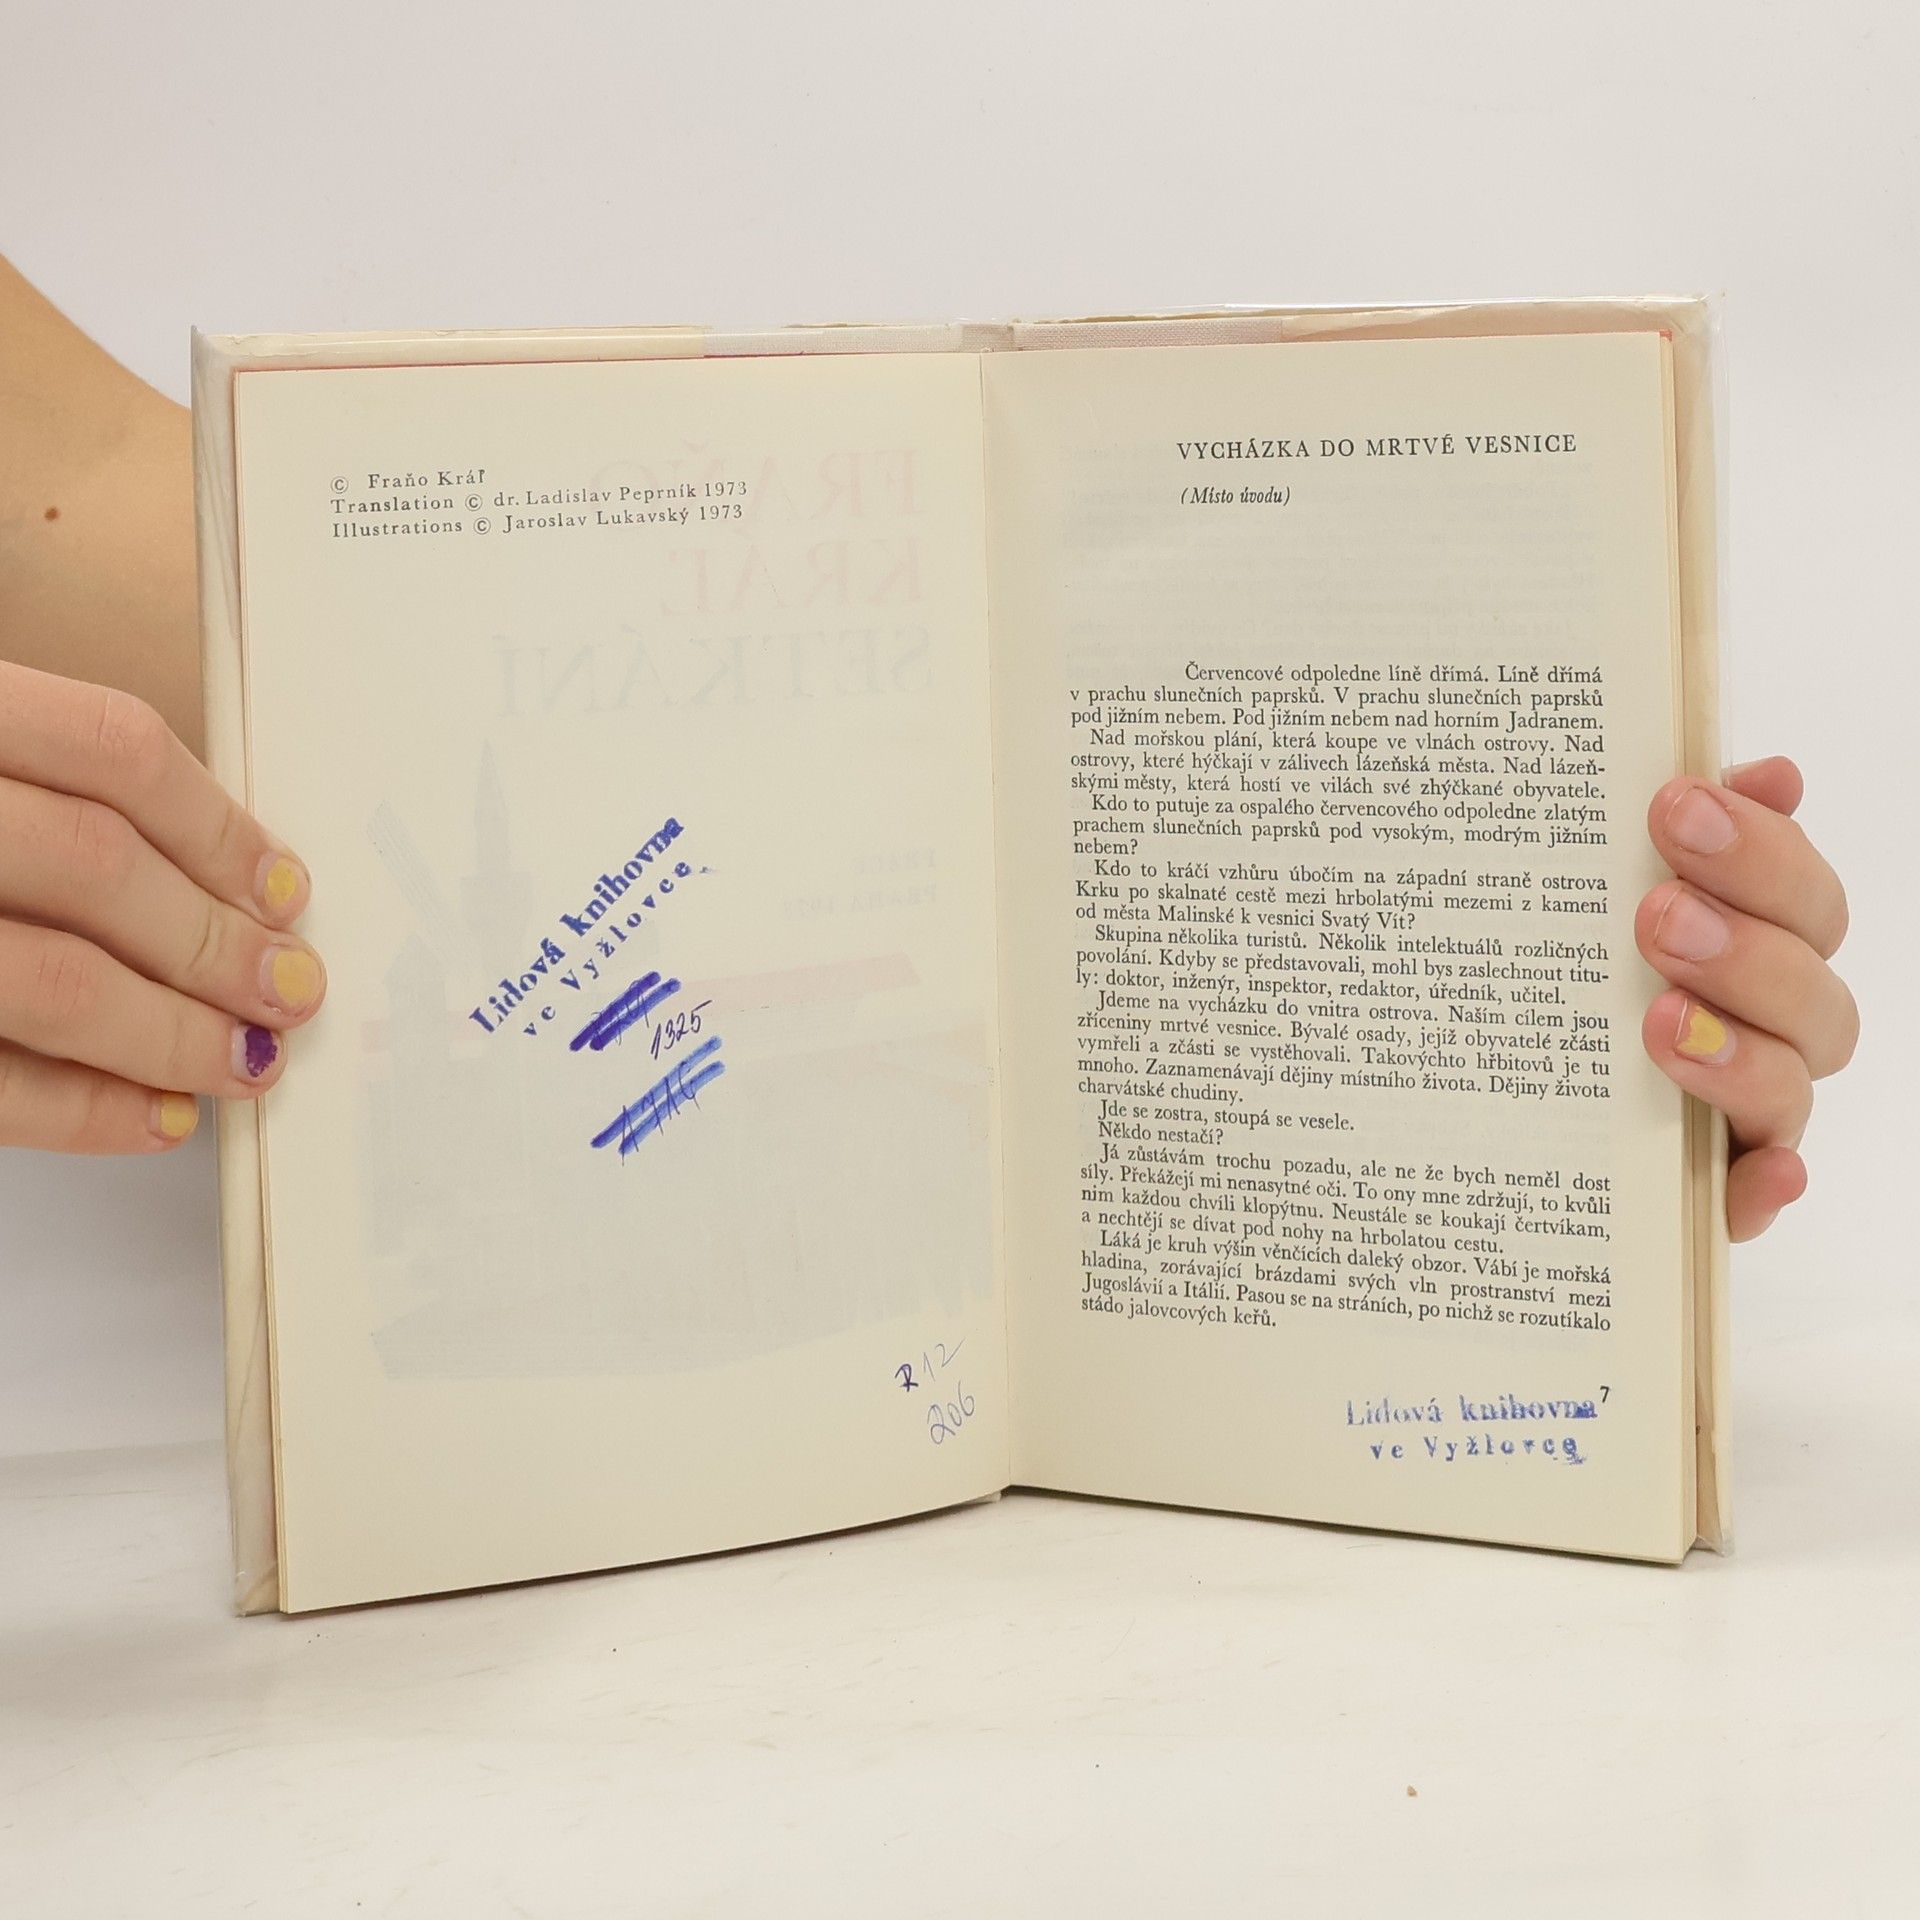 © Fraňo Kráľ
Translation © dr. Ladislav Peprník 1973
Illustrations © Jaroslav Lukavský 1973
Lidová knihovna
ve Vyžlovce
1325
1716
R 12
206
VYCHÁZKA DO MRTVÉ VESNICE
(Místo úvodu)
Červencové odpoledne líně dřímá. Líně dřímá
v prachu slunečních paprsků. V prachu slunečních paprsků
pod jižním nebem. Pod jižním nebem nad horním Jadranem.
Nad mořskou plání, která koupe ve vlnách ostrovy. Nad
ostrovy, které hýčkají v zálivech lázeňská města. Nad lázeň-
skými městy, která hostí ve vilách své zhýčkané obyvatele.
Kdo to putuje za ospalého červencového odpoledne zlatým
prachem slunečních paprsků pod vysokým, modrým jižním
nebem?
Kdo to kráčí vzhůru úbočím na západní straně ostrova
Krku po skalnaté cestě mezi hrbolatými mezemi z kamení
od města Malinské k vesnici Svatý Vít?
Skupina několika turistů. Několik intelektuálů rozličných
povolání. Kdyby se představovali, mohl bys zaslechnout titu-
ly: doktor, inženýr, inspektor, redaktor, úředník, učitel.
Jdeme na vycházku do vnitra ostrova. Naším cílem jsou
zříceniny mrtvé vesnice. Bývalé osady, jejíž obyvatelé zčásti
vymřeli a zčásti se vystěhovali. Takovýchto hřbitovů je tu
mnoho. Zaznamenávají dějiny místního života. Dějiny života
charvátské chudiny.
Jde se zostra, stoupá se vesele.
Někdo nestačí?
Já zůstávám trochu pozadu, ale ne že bych neměl dost
síly. Překážejí mi nenasytné oči. To ony mne zdržují, to kvůli
nim každou chvíli klopýtnu. Neustále se koukají čertvíkam,
a nechtějí se dívat pod nohy na hrbolatou cestu.
Láká je kruh výšin věnčících daleký obzor. Vábí je mořská
hladina, zorávající brázdami svých vln prostranství mezi
Jugoslávií a Itálií. Pasou se na stráních, po nichž se rozutíkalo
stádo jalovcových keřů.
7
Lidová knihovna
ve Vyžlovce